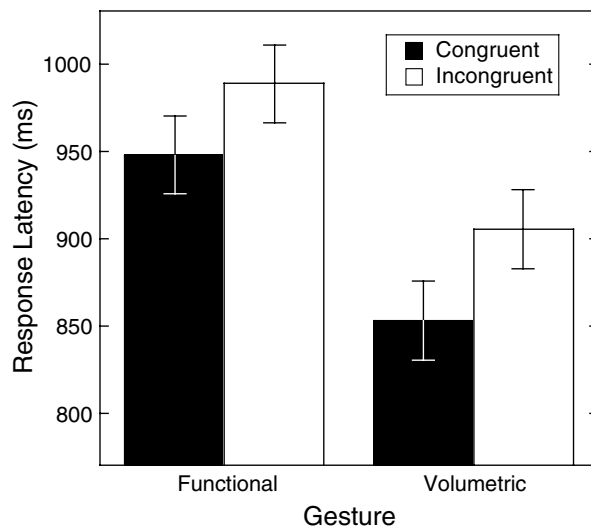 Response Latency (ms)
1000
950
900
850
800
Congruent
Incongruent
Functional
Volumetric
Gesture